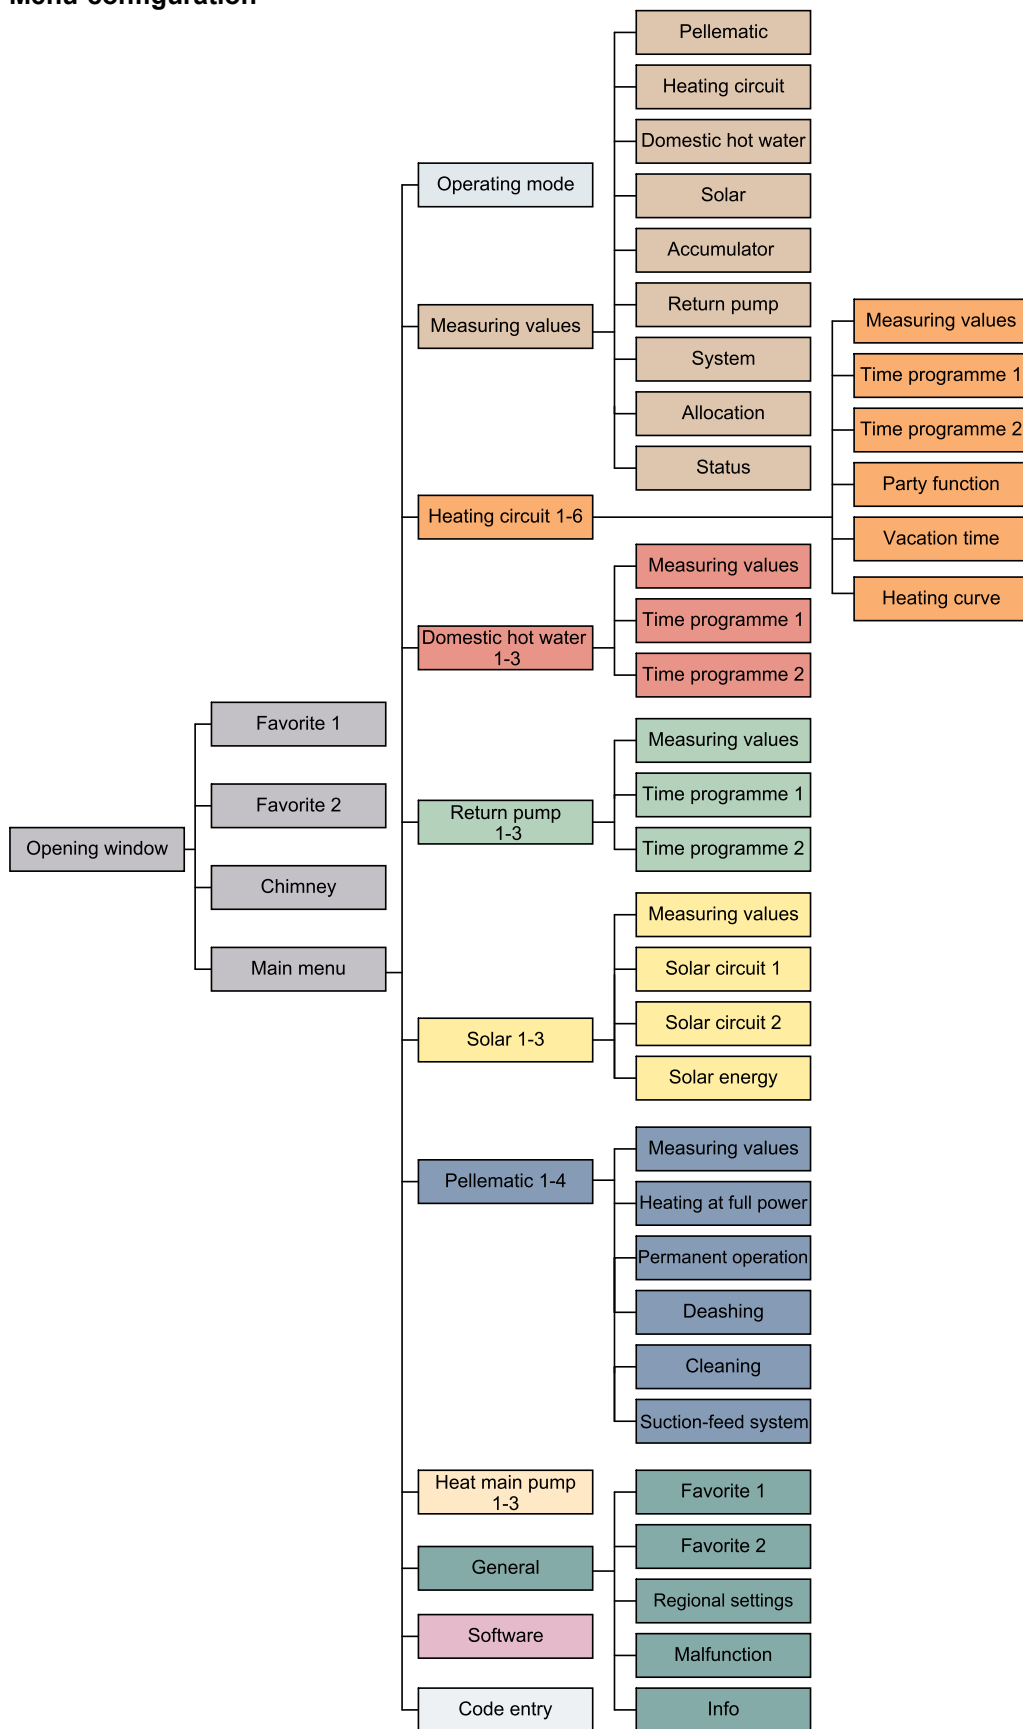 Menu configuration
Opening window
Favorite 1
Favorite 2
Chimney
Main menu
Operating mode
Measuring values
Pellematic
Heating circuit
Domestic hot water
Solar
Accumulator
Return pump
System
Allocation
Status
Heating circuit 1-6
Measuring values
Time programme 1
Time programme 2
Party function
Vacation time
Heating curve
Domestic hot water
1-3
Measuring values
Time programme 1
Time programme 2
Return pump
1-3
Measuring values
Time programme 1
Time programme 2
Solar 1-3
Measuring values
Solar circuit 1
Solar circuit 2
Solar energy
Pellematic 1-4
Measuring values
Heating at full power
Permanent operation
Deashing
Cleaning
Suction-feed system
Heat main pump
1-3
General
Favorite 1
Favorite 2
Regional settings
Malfunction
Info
Software
Code entry